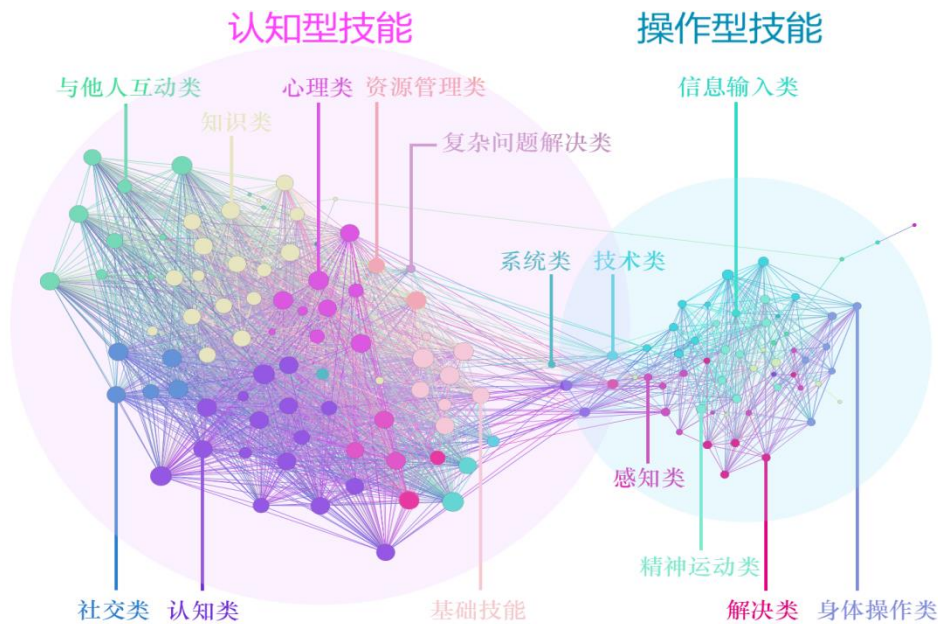 认知型技能
操作型技能
与他人互动类
心理类
资源管理类
信息输入类
知识类
复杂问题解决类
系统类
技术类
感知类
精神运动类
社交类
认知类
基础技能
解决类
身体操作类